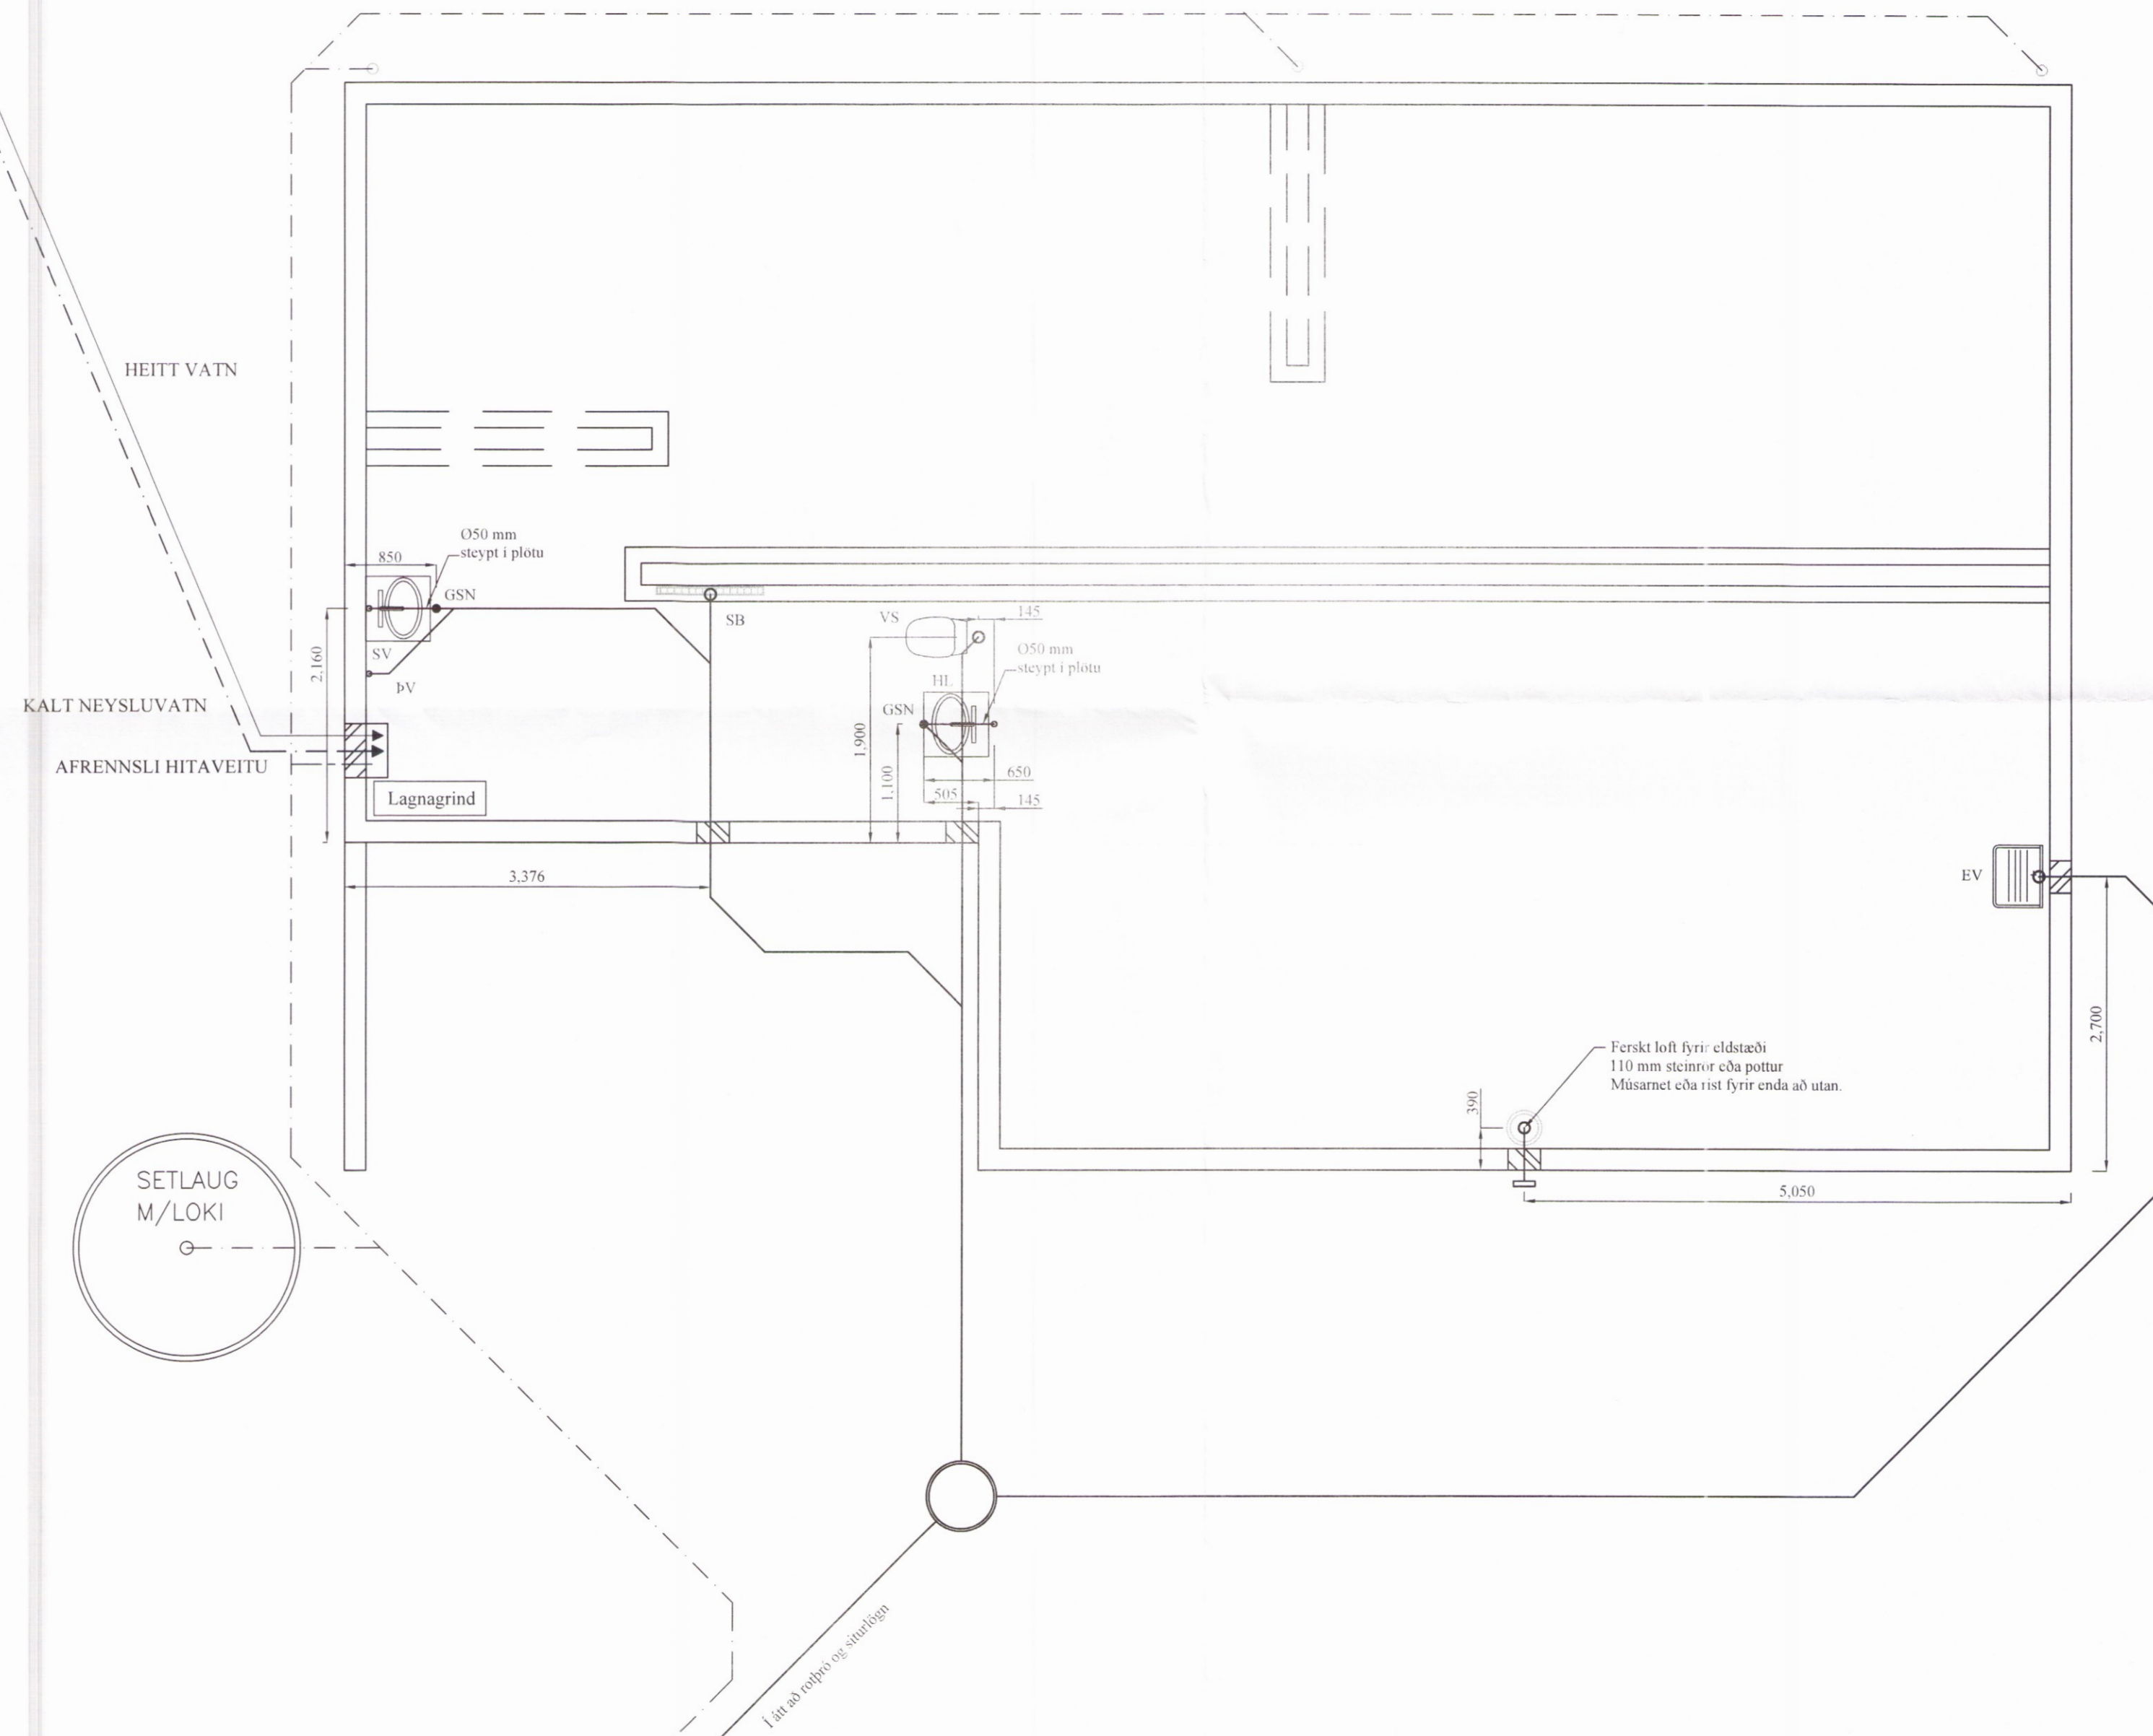 HEITT VATN
Ø50 mm
steypt í plötu
850
GSN
SB
VS
145
SV
2,160
Ø50 mm
steypt í plötu
ÞV
HL
KALT NEYSLUVATN
GSN
1,900
AFRENNSLI HITAVEITU
1,100
650
505
145
Lagnagrind
3,376
EV
2,700
Ferskt loft fyrir eldstæði
110 mm steinrör eða pottur
Músarnet eða rist fyrir enda að utan.
390
SETLAUG
M/LOKI
5,050
Í átt að rotþró og siturlögn